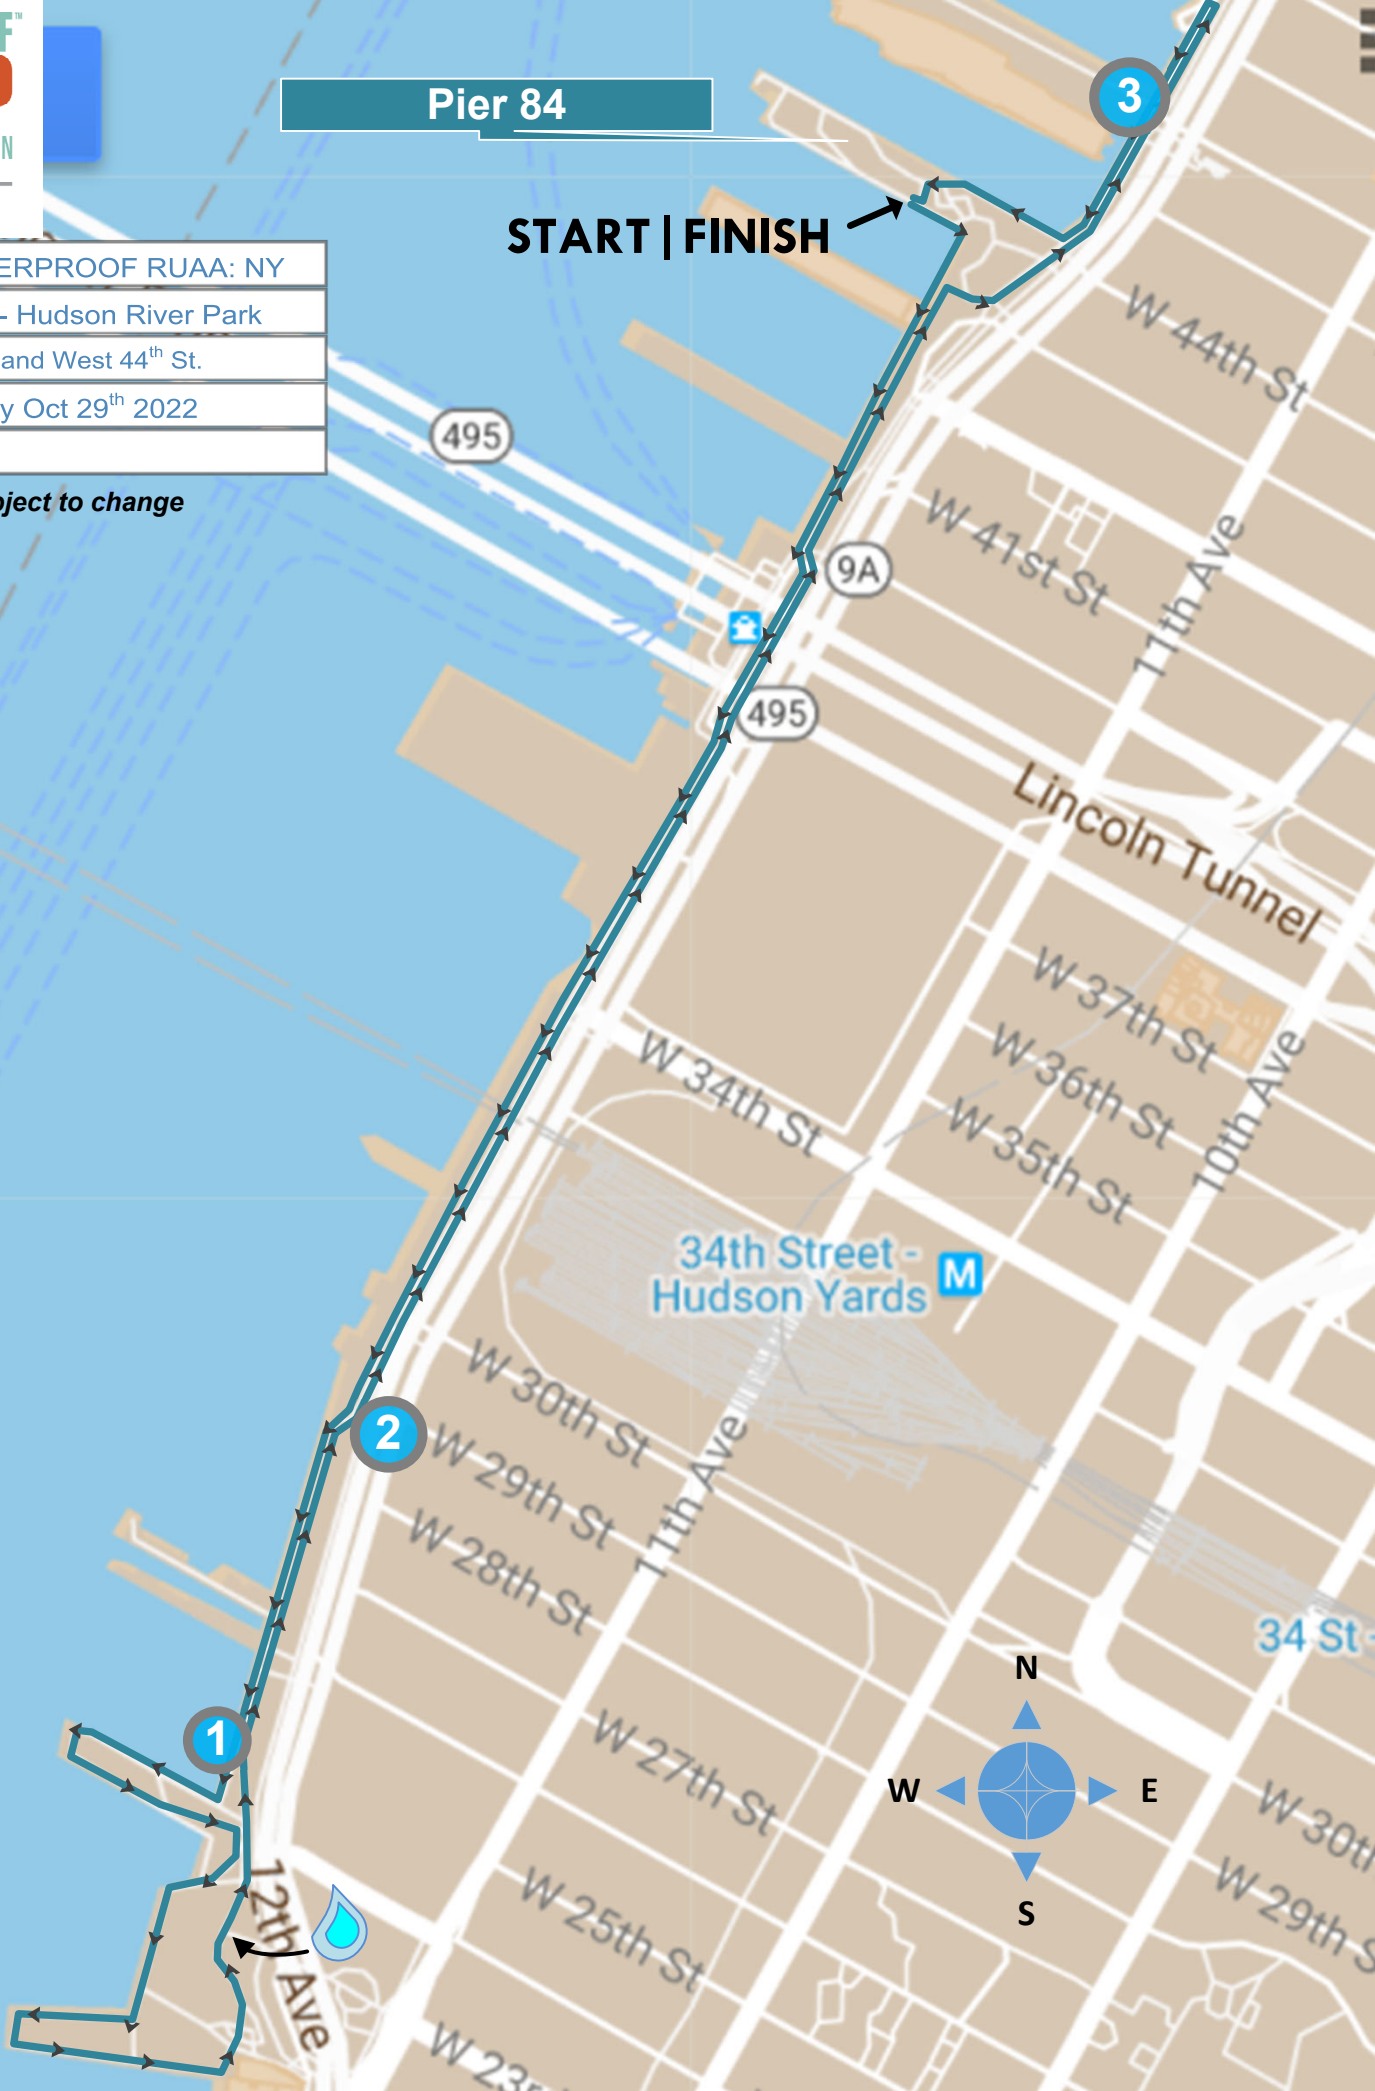 F™
N
Pier 84
3
START|FINISH
ERPROOF RUAA: NY
- Hudson River Park
and West 44th St.
y Oct 29th 2022
bject to change
W 44th St
495
W 41st St
9A
11th Ave
495
Lincoln Tunnel
W 37th St
W 34th St
W 36th St
10th Ave
W 35th St
34th Street -
Hudson Yards
M
W 30th St
2
W 29th St
11th Ave
W 28th St
34 St -
N
1
W 27th St
W
E
W 30th
12th Ave
W 25th St
W 29th S
S
W 23r